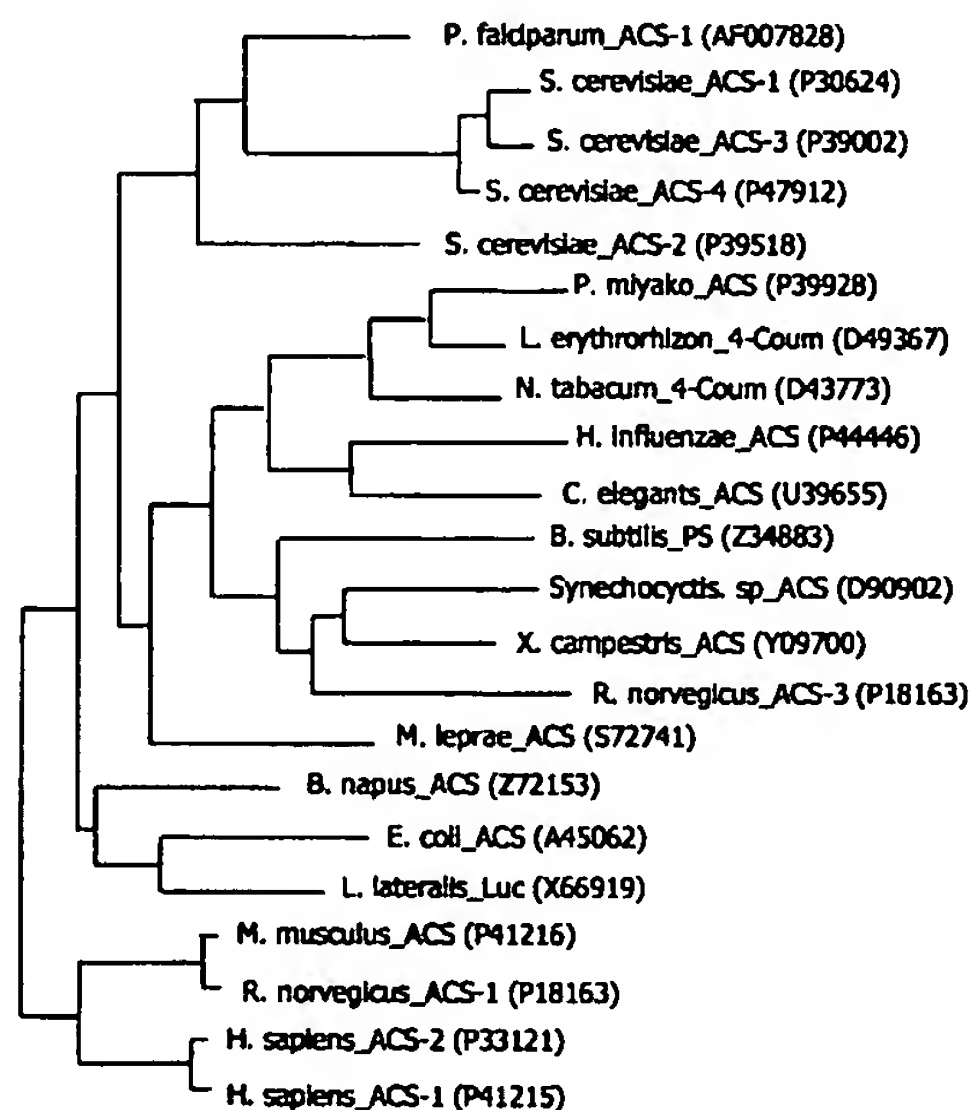 P. faldparum_ACS-1 (AF007828)
S. cerevisiae_ACS-1 (P30624)
S. cerevisiae_ACS-3 (P39002)
S. cerevisiae_ACS-4 (P47912)
S. cerevisiae_ACS-2 (P39518)
P. miyako_ACS (P39928)
L. erythrorhizon_4-Coum (D49367)
N. tabacum_4-Coum (D43773)
H. influenzae_ACS (P44446)
C. elegants_ACS (U39655)
B. subtilis_PS (Z34883)
Synechocyctis. sp_ACS (D90902)
X. campestris_ACS (Y09700)
R. norvegicus_ACS-3 (P18163)
M. leprae_ACS (S72741)
B. napus_ACS (Z72153)
E. coli_ACS (A45062)
L. lateralis_Luc (X66919)
M. musculus_ACS (P41216)
R. norvegicus_ACS-1 (P18163)
H. sapiens_ACS-2 (P33121)
H. sapiens_ACS-1 (P41215)